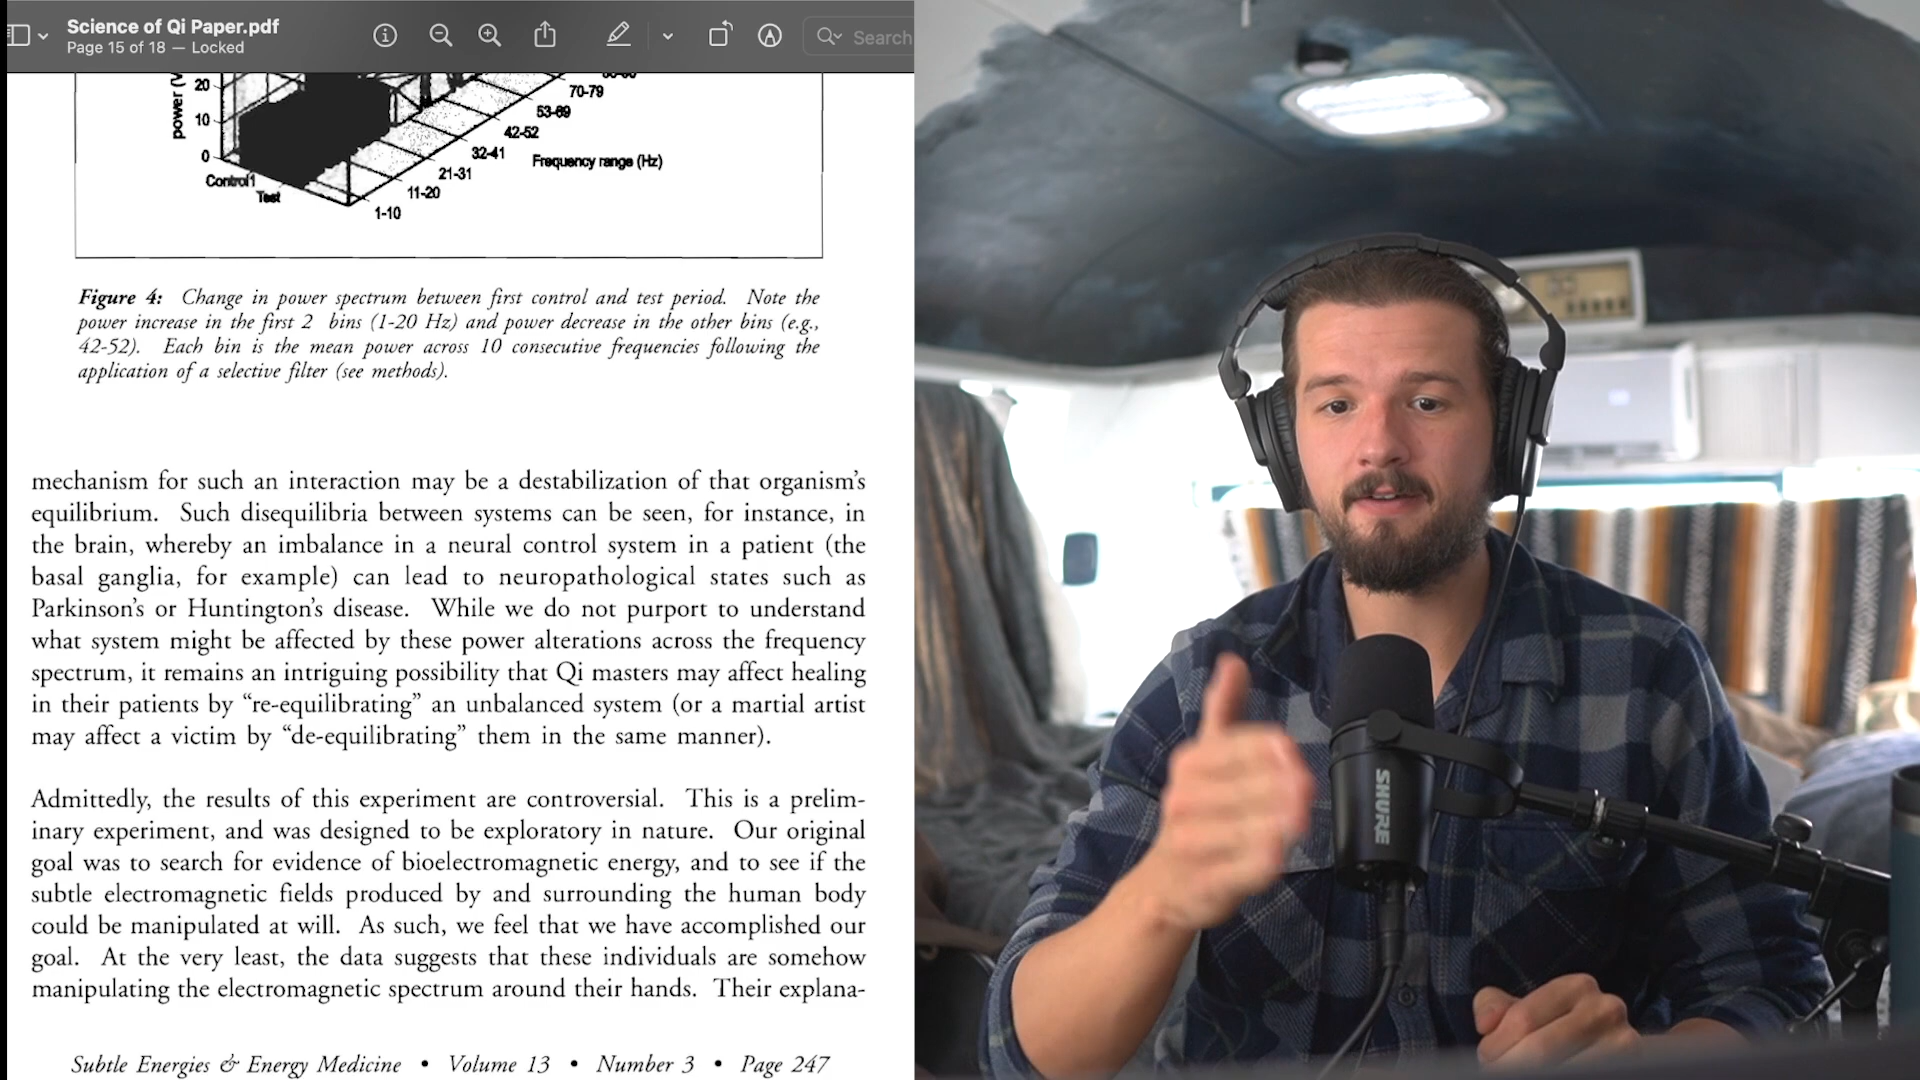 Science of Qi Paper.pdf
Page 15 of 18 — Locked
Search
power
20
10
0
Control1
Test
70-79
53-69
42-52
32-41
21-31
11-20
1-10
Frequency range (Hz)
Figure 4: Change in power spectrum between first control and test period. Note the
power increase in the first 2 bins (1-20 Hz) and power decrease in the other bins (e.g.,
42-52). Each bin is the mean power across 10 consecutive frequencies following the
application of a selective filter (see methods).
mechanism for such an interaction may be a destabilization of that organism's
equilibrium. Such disequilibria between systems can be seen, for instance, in
the brain, whereby an imbalance in a neural control system in a patient (the
basal ganglia, for example) can lead to neuropathological states such as
Parkinson's or Huntington's disease. While we do not purport to understand
what system might be affected by these power alterations across the frequency
spectrum, it remains an intriguing possibility that Qi masters may affect healing
in their patients by "re-equilibrating" an unbalanced system (or a martial artist
may affect a victim by "de-equilibrating" them in the same manner).
Admittedly, the results of this experiment are controversial. This is a prelim-
inary experiment, and was designed to be exploratory in nature. Our original
goal was to search for evidence of bioelectromagnetic energy, and to see if the
subtle electromagnetic fields produced by and surrounding the human body
could be manipulated at will. As such, we feel that we have accomplished our
goal. At the very least, the data suggests that these individuals are somehow
manipulating the electromagnetic spectrum around their hands. Their explana-
Subtle Energies & Energy Medicine • Volume 13 • Number 3 • Page 247
SHURE